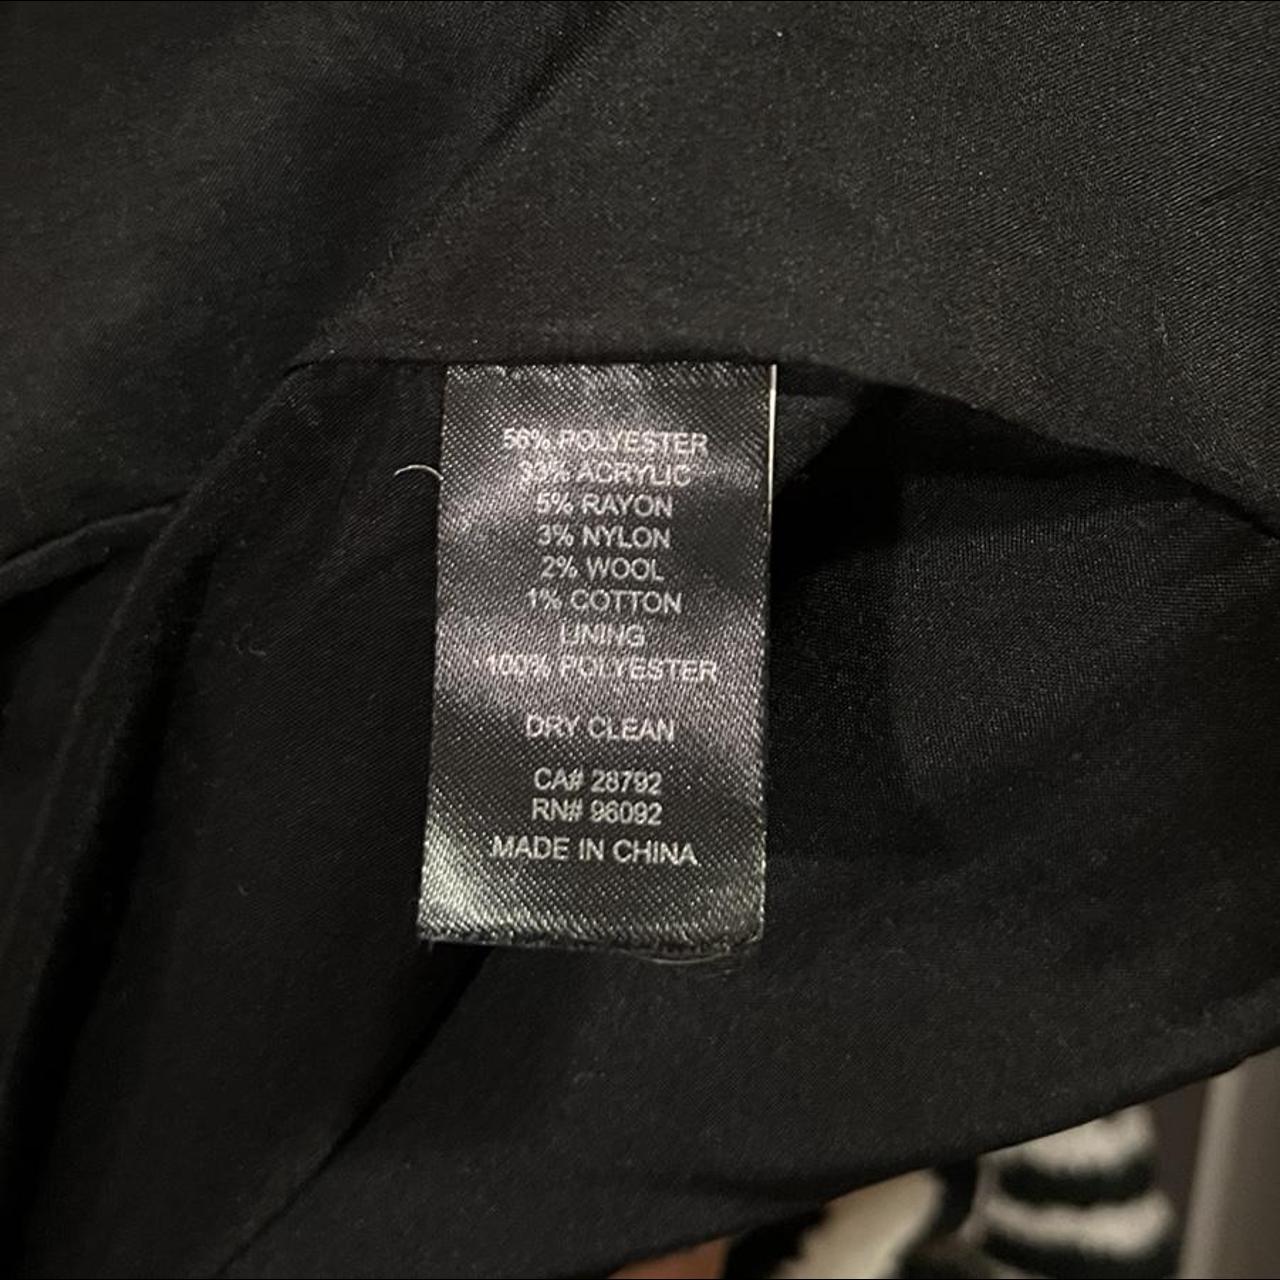 56% POLYESTER
33% ACRYLIC
5% RAYON
3% NYLON
2% WOOL
1% COTTON
LINING
100% POLYESTER
DRY CLEAN
CA# 28792
RN# 96092
MADE IN CHINA